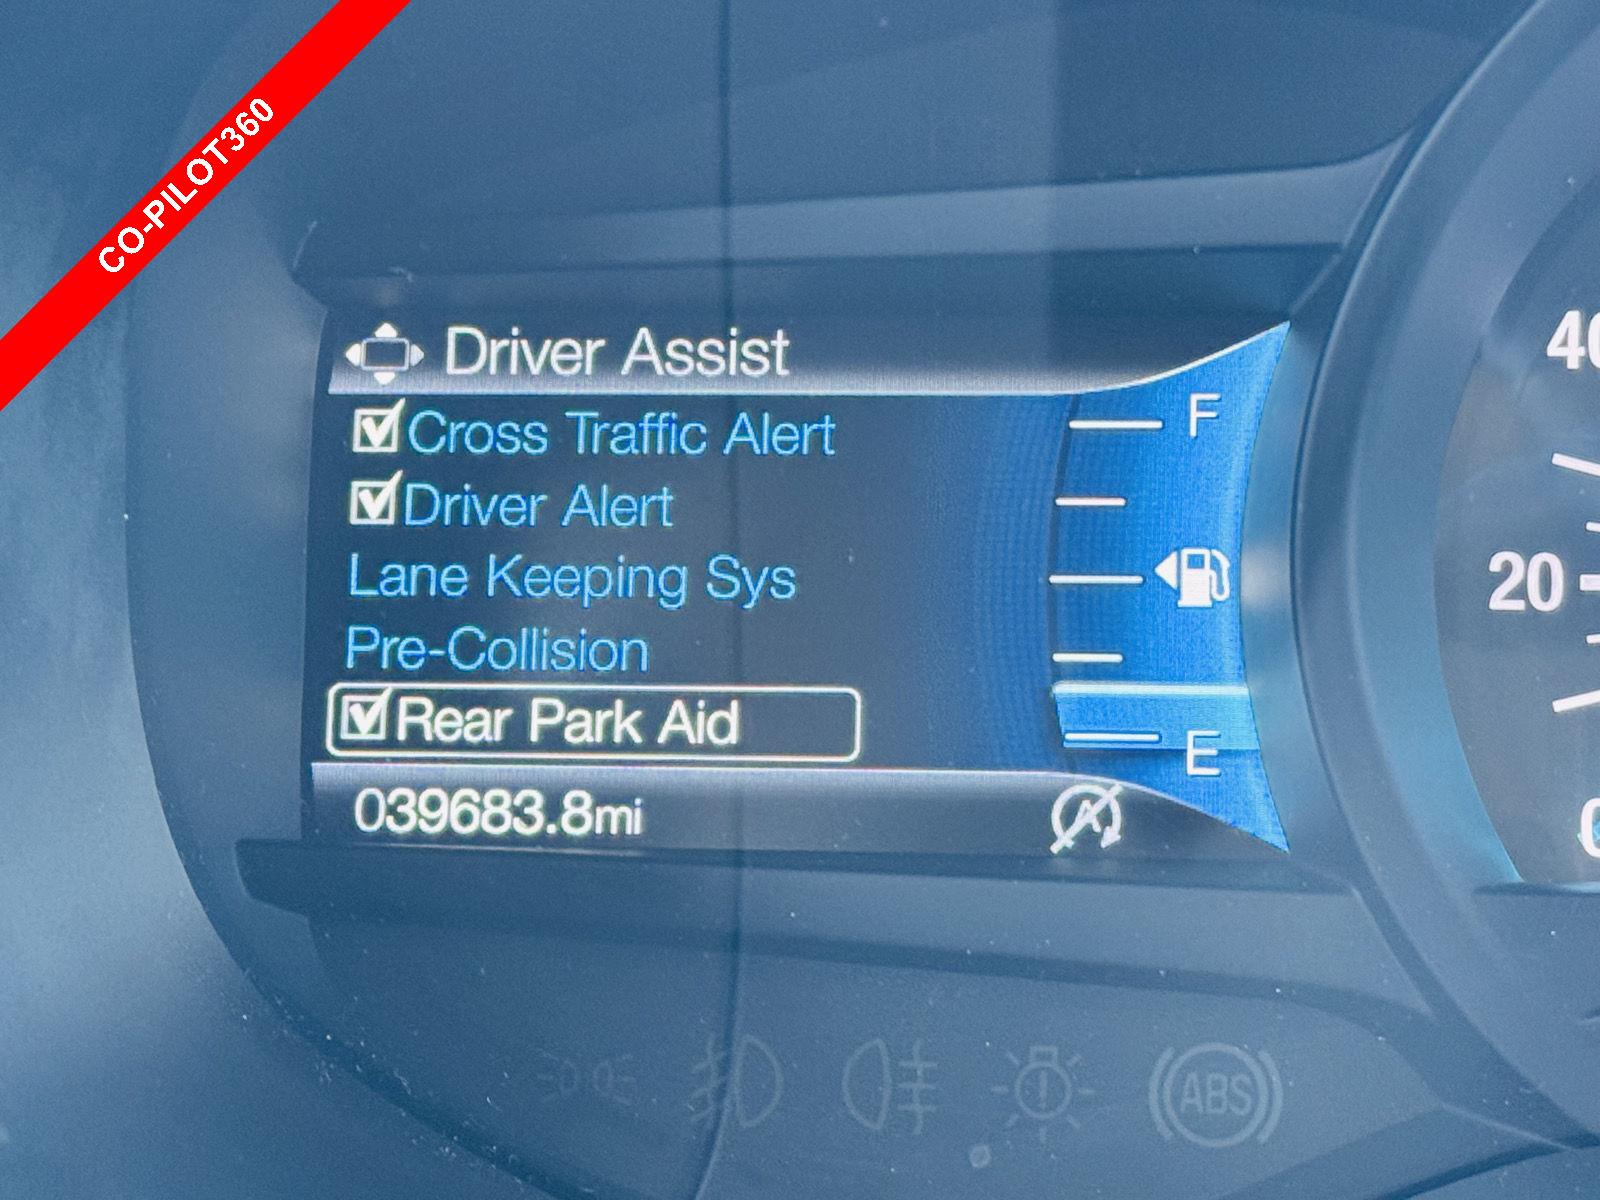 CO-PILOT360
Driver Assist
Cross Traffic Alert
Driver Alert
Lane Keeping Sys
Pre-Collision
Rear Park Aid
039683.8mi
F
E
A
40
20
0
ABS